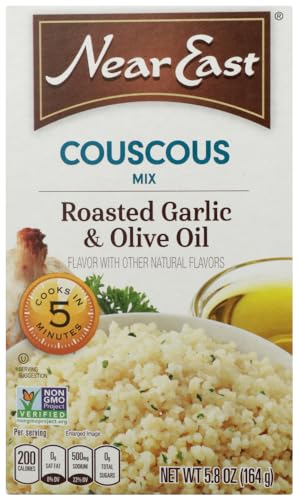 Near East®
COUSCOUS
MIX
Roasted Garlic
& Olive Oil
FLAVOR WITH OTHER NATURAL FLAVORS
COOKS IN
5
MINUTES
SERVING
SUGGESTION
NON
GMO
Project
VERIFIED
nongmoproject.org
Per serving
Enlarged Image
200
CALORIES
0g
SAT FAT
0% DV
500mg
SODIUM
22% DV
0g
TOTAL
SUGARS
NET WT 5.8 OZ (164 g)